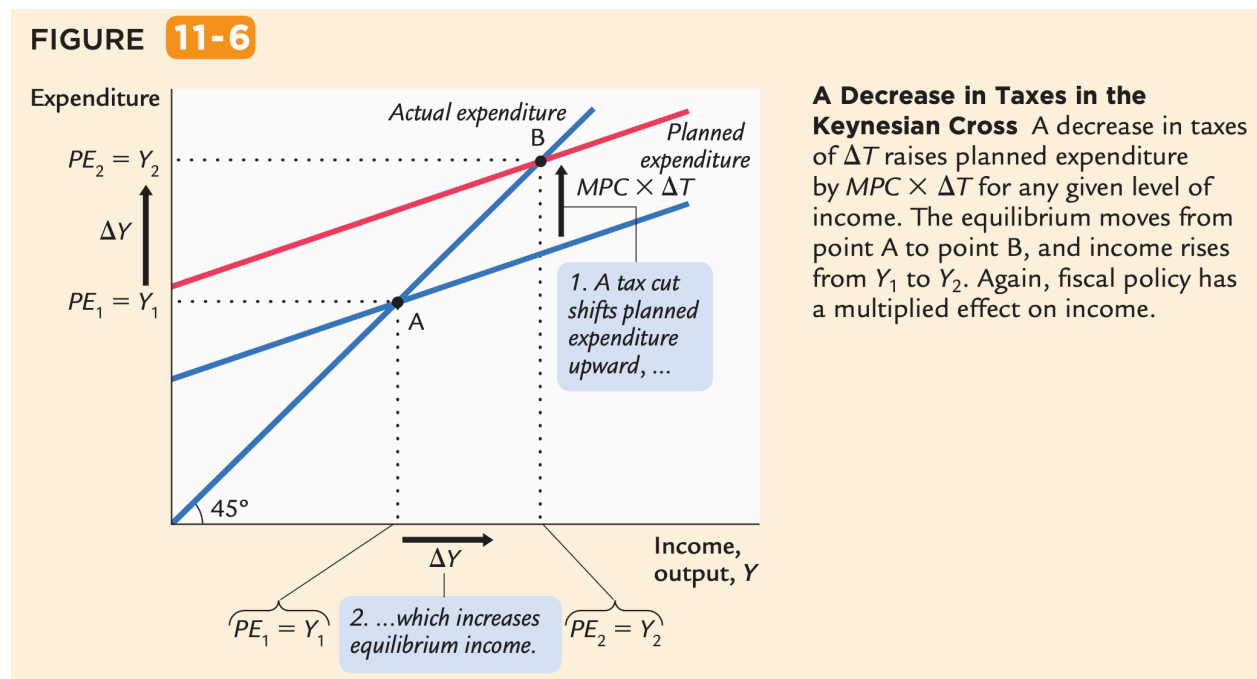 FIGURE 11-6
Expenditure
Actual expenditure
B
Planned
expenditure
PE₂ = Y₂
MPC × ΔT
ΔY
PE₁ = Y₁
A
1. A tax cut
shifts planned
expenditure
upward, ...
45°
Income,
output, Y
ΔY
PE₁ = Y₁
2. ...which increases
equilibrium income.
PE₂ = Y₂
A Decrease in Taxes in the
Keynesian Cross A decrease in taxes
of ΔT raises planned expenditure
by MPC × ΔT for any given level of
income. The equilibrium moves from
point A to point B, and income rises
from Y₁ to Y₂. Again, fiscal policy has
a multiplied effect on income.